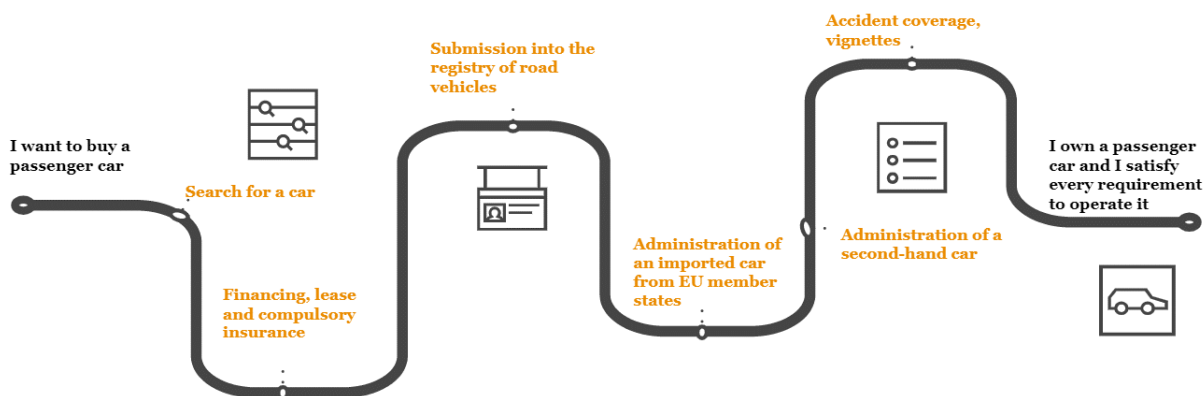 I want to buy a
passenger car
Search for a car
Financing, lease
and compulsory
insurance
Submission into the
registry of road
vehicles
Administration of
an imported car
from EU member
states
Administration of a
second-hand car
Accident coverage,
vignettes
I own a passenger
car and I satisfy
every requirement
to operate it